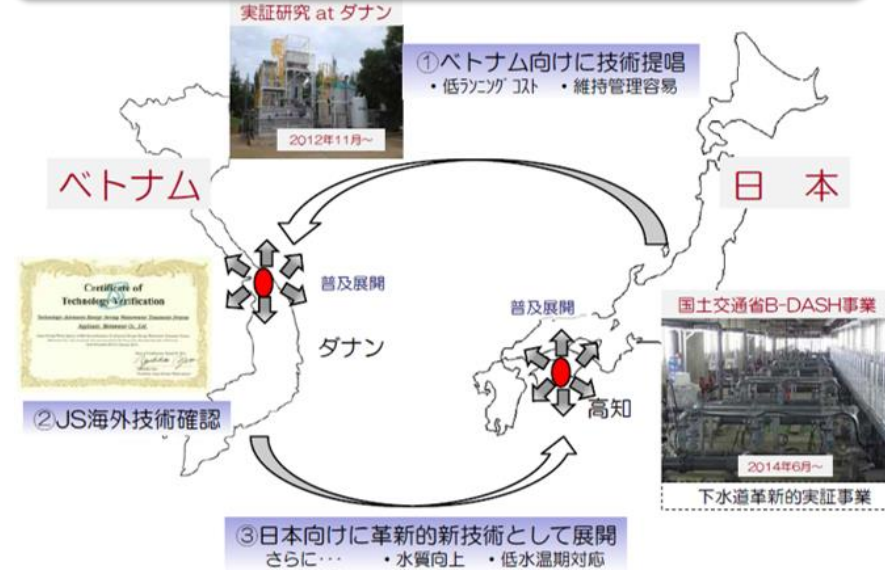 実証研究 at ダナン
2012年11月~
①ベトナム向けに技術提唱
・低ランニングコスト ・維持管理容易
ベトナム
日 本
普及展開
Certificate of
Technology Verification
ダナン
②JS海外技術確認
普及展開
高知
国土交通省B-DASH事業
2014年6月~
下水道革新的実証事業
③日本向けに革新的新技術として展開
さらに… ・水質向上 ・低水温期対応